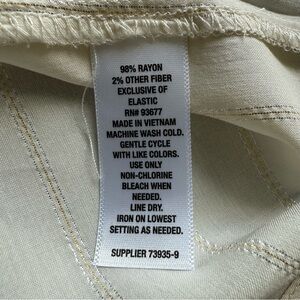 98% RAYON
2% OTHER FIBER
EXCLUSIVE OF
ELASTIC
RN# 93677
MADE IN VIETNAM
MACHINE WASH COLD.
GENTLE CYCLE
WITH LIKE COLORS.
USE ONLY
NON-CHLORINE
BLEACH WHEN
NEEDED.
LINE DRY.
IRON ON LOWEST
SETTING AS NEEDED.
SUPPLIER 73935-9